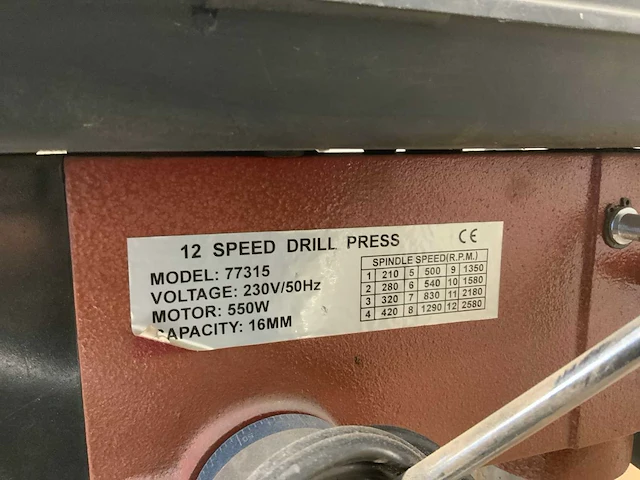 12 SPEED DRILL PRESS CE
MODEL: 77315
VOLTAGE: 230V/50Hz
MOTOR: 550W
CAPACITY: 16MM
SPINDLE SPEED(R.P.M.)
1 210 5 500 9 1350
2 280 6 540 10 1580
3 320 7 830 11 2180
4 420 8 1290 12 2580